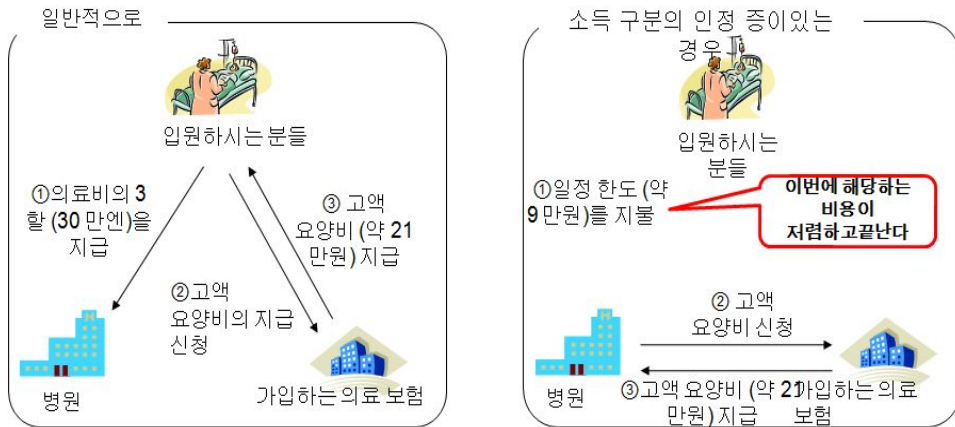 일반적으로
입원하시는 분들
①의료비의 3
할 (30 만엔)을
지급
③ 고액
요양비 (약 21
만원) 지급
②고액
요양비의 지급
신청
병원
가입하는 의료 보험
소득 구분의 인정 증이있는
경우
입원하시는
분들
①일정 한도 (약
9 만원)를 지불
이번에 해당하는
비용이
저렴하고끝난다
② 고액
요양비 신청
③고액 요양비 (약 21
만원) 지급
병원
가입하는 의료
보험